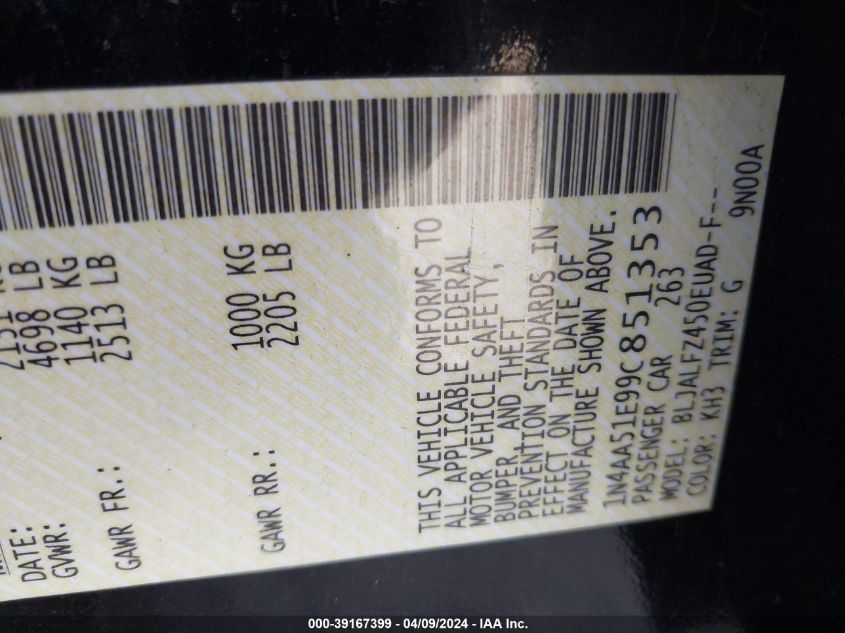 DATE:
GVWR: 4698 LB
1140 KG
GAWR FR.: 2513 LB
1000 KG
GAWR RR.: 2205 LB
THIS VEHICLE CONFORMS TO
ALL APPLICABLE FEDERAL
MOTOR VEHICLE SAFETY,
BUMPER, AND THEFT
PREVENTION STANDARDS IN
EFFECT ON THE DATE OF
MANUFACTURE SHOWN ABOVE.
1N4AA51E99C851353
PASSENGER CAR 263
MODEL: BLJALFZ450EUAD-F---
COLOR: KH3 TRIM: G 9N00A
000-39167399 - 04/09/2024 - IAA Inc.